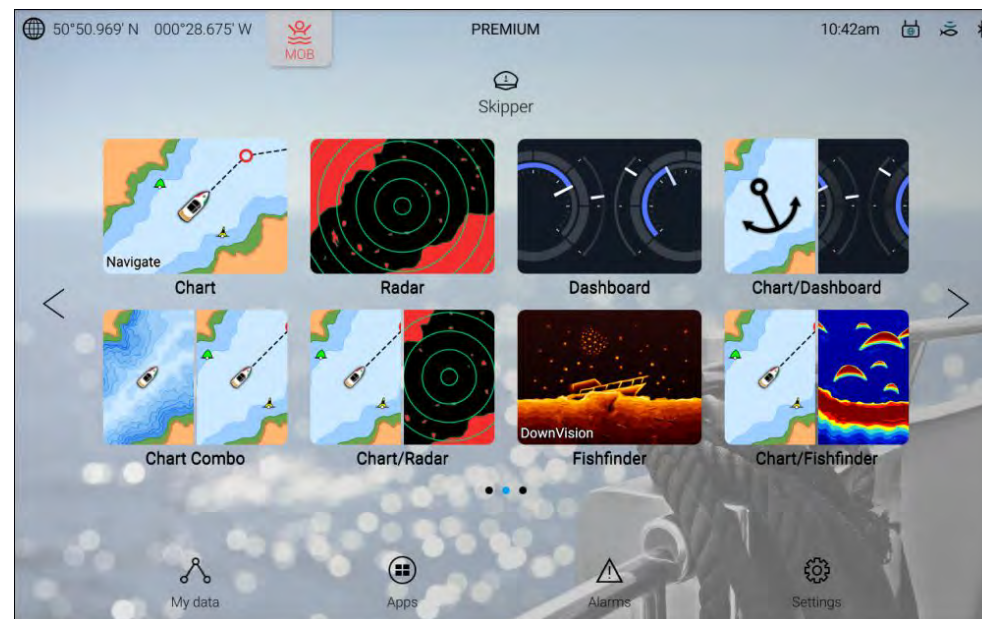 50°50.969' N 000°28.675' W
MOB
PREMIUM
10:42am
Skipper
Navigate
Chart
Radar
Dashboard
Chart/Dashboard
Chart Combo
Chart/Radar
DownVision
Fishfinder
Chart/Fishfinder
My data
Apps
Alarms
Settings